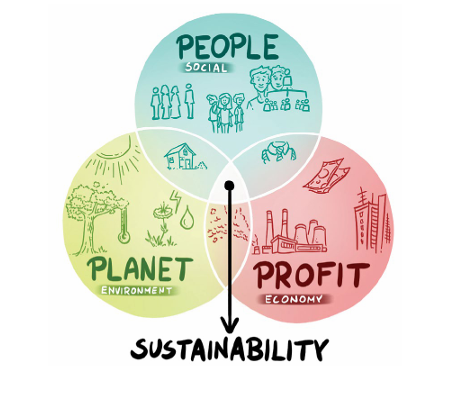 PEOPLE
SOCIAL
PLANET
ENVIRONMENT
PROFIT
ECONOMY
SUSTAINABILITY